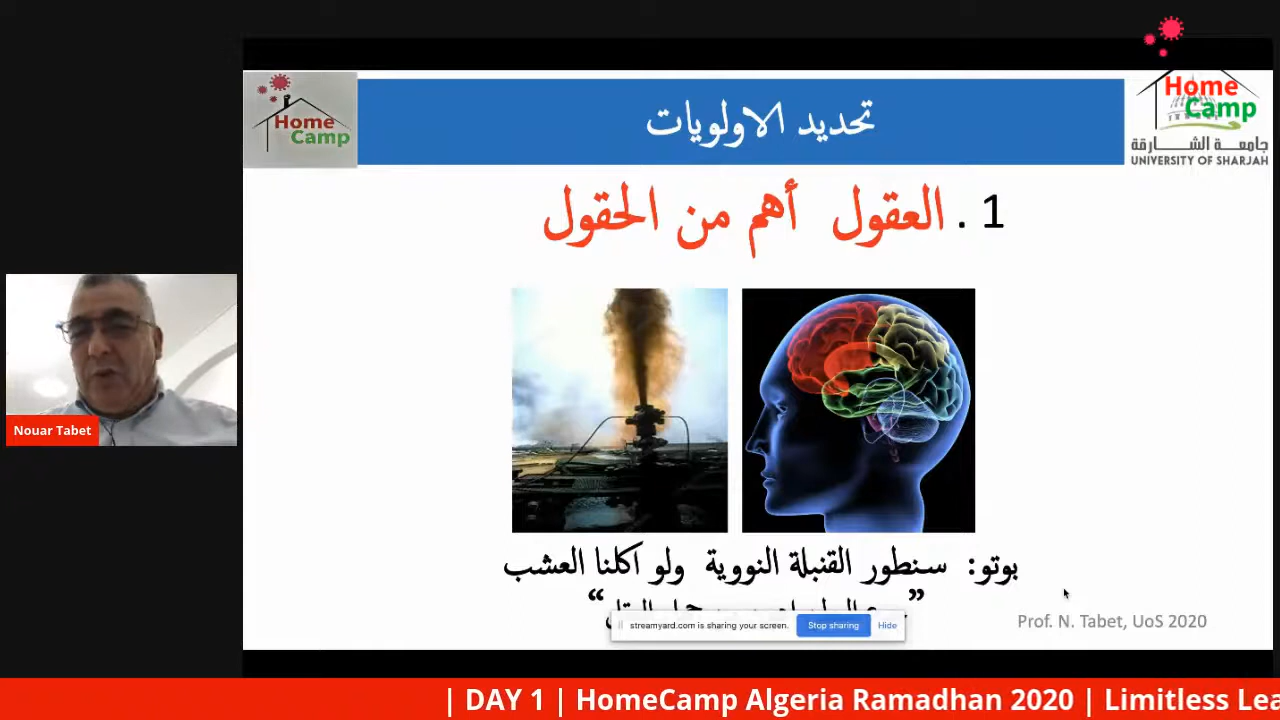 Home
Camp
Home
Camp
جامعة الشارقة
UNIVERSITY OF SHARJAH
تحديد الاولويات
1 . العقول أهم من الحقول
بوتو: سنطور القنبلة النووية ولو اكلنا العشب
streamyard.com is sharing your screen. Stop sharing Hide
Prof. N. Tabet, UoS 2020
Nouar Tabet
| DAY 1 | HomeCamp Algeria Ramadhan 2020 | Limitless Lea